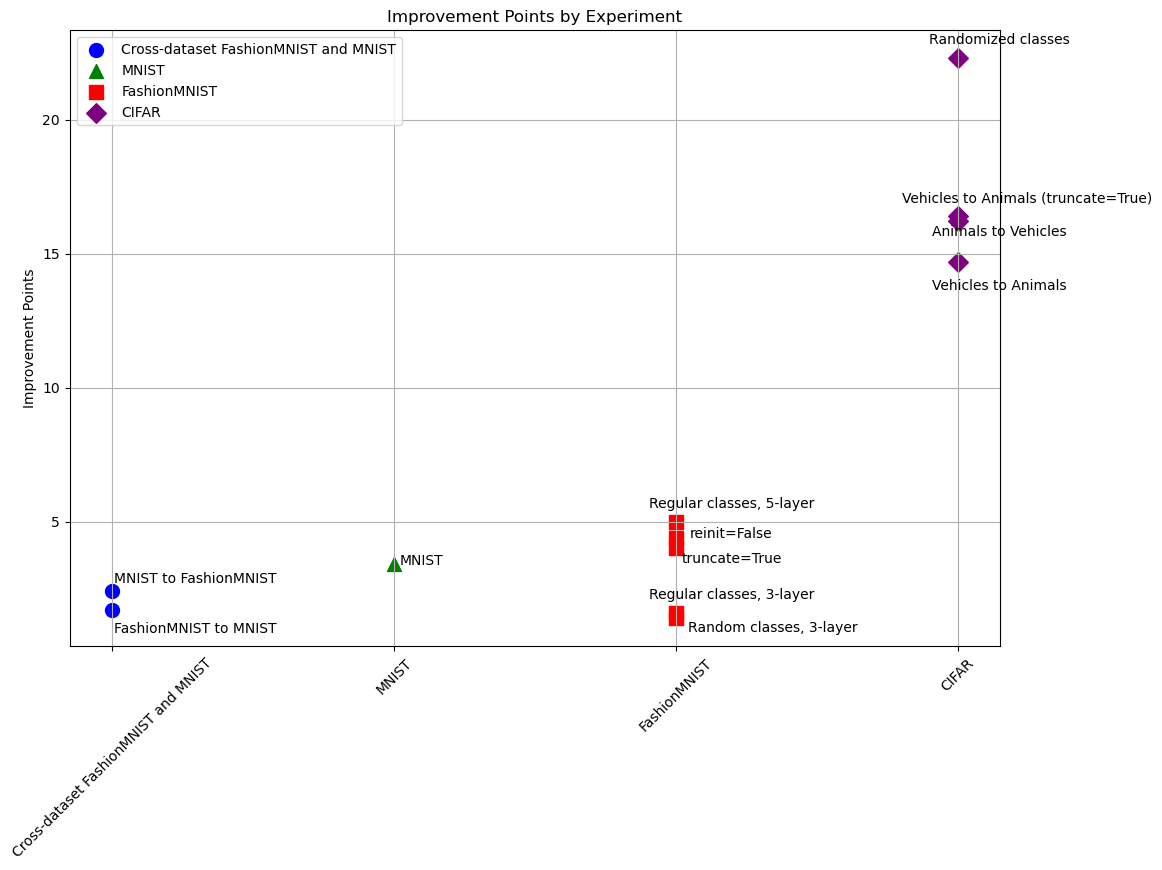 Improvement Points by Experiment
Cross-dataset FashionMNIST and MNIST
MNIST
FashionMNIST
CIFAR
Randomized classes
Vehicles to Animals (truncate=True)
Animals to Vehicles
Vehicles to Animals
Regular classes, 5-layer
reinit=False
truncate=True
MNIST
MNIST to FashionMNIST
Regular classes, 3-layer
FashionMNIST to MNIST
Random classes, 3-layer
Improvement Points
20
15
10
5
Cross-dataset FashionMNIST and MNIST
MNIST
FashionMNIST
CIFAR